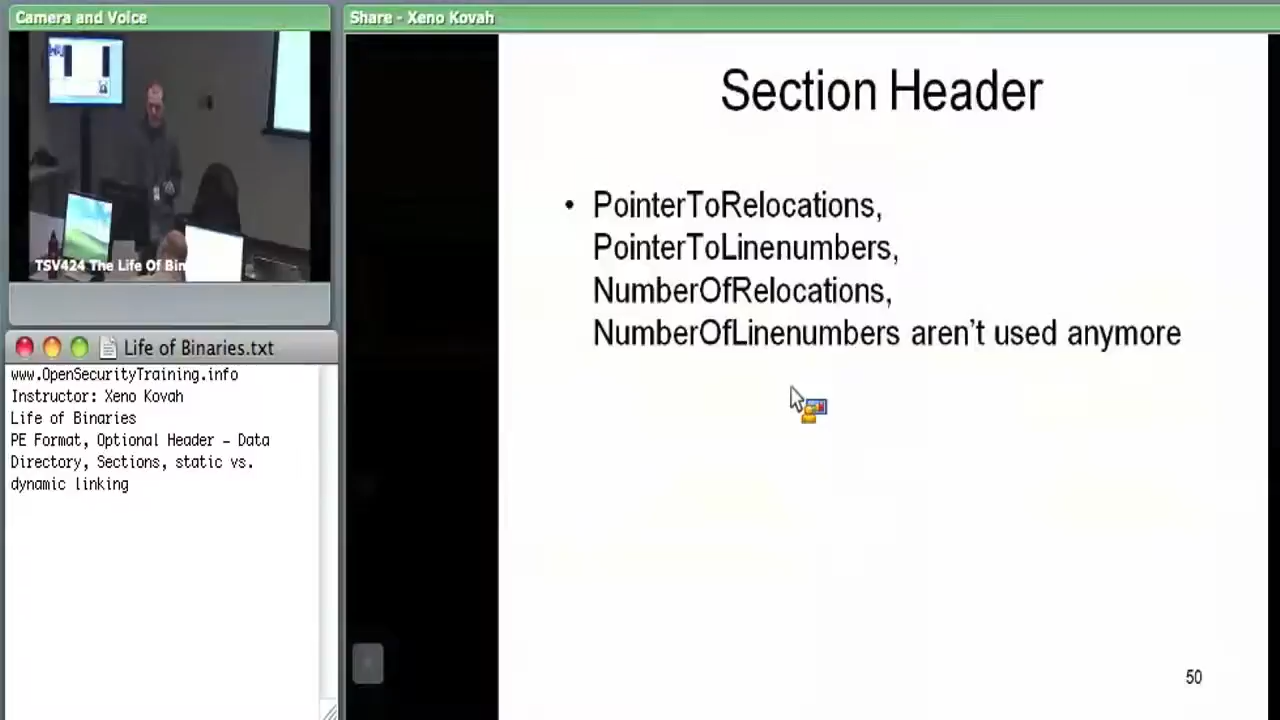 Camera and Voice
TSV424 The Life Of Bin
Life of Binaries.txt
www.OpenSecurityTraining.info
Instructor: Xeno Kovah
Life of Binaries
PE Format, Optional Header – Data
Directory, Sections, static vs.
dynamic linking
Share - Xeno Kovah
Section Header
• PointerToRelocations,
PointerToLinenumbers,
NumberOfRelocations,
NumberOfLinenumbers aren’t used anymore
50